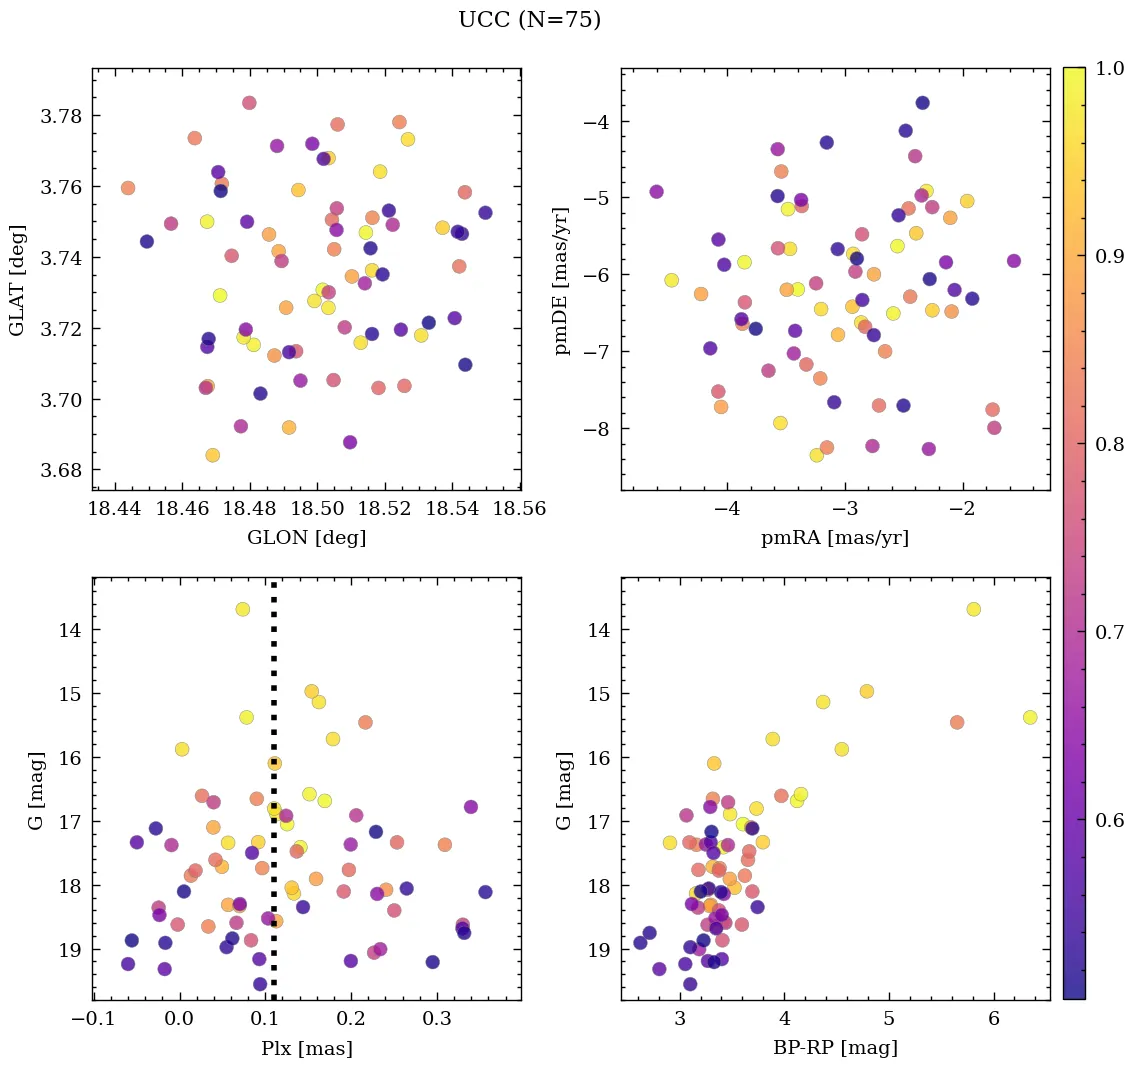 UCC (N=75)
3.78
3.76
3.74
3.72
3.70
3.68
GLAT [deg]
18.44 18.46 18.48 18.50 18.52 18.54 18.56
GLON [deg]
−4
−5
−6
−7
−8
pmDE [mas/yr]
−4 −3 −2
pmRA [mas/yr]
1.0
0.9
0.8
0.7
0.6
14
15
16
17
18
19
G [mag]
−0.1 0.0 0.1 0.2 0.3
Plx [mas]
14
15
16
17
18
19
G [mag]
3 4 5 6
BP-RP [mag]